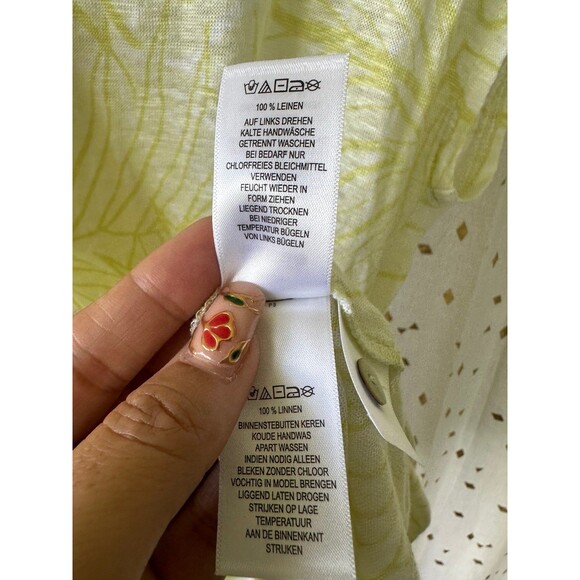 100 % LEINEN
AUF LINKS DREHEN
KALTE HANDWÄSCHE
GETRENNT WASCHEN
BEI BEDARF NUR
CHLORFREIES BLEICHMITTEL
VERWENDEN
FEUCHT WIEDER IN
FORM ZIEHEN
LIEGEND TROCKNEN
BEI NIEDRIGER
TEMPERATUR BÜGELN
VON LINKS BÜGELN
100 % LINNEN
BINNENSTEBUITEN KEREN
KOUDE HANDWAS
APART WASSEN
INDIEN NODIG ALLEEN
BLEKEN ZONDER CHLOOR
VOCHTIG IN MODEL BRENGEN
LIGGEND LATEN DROGEN
STRIJKEN OP LAGE
TEMPERATUUR
AAN DE BINNENKANT
STRIJKEN